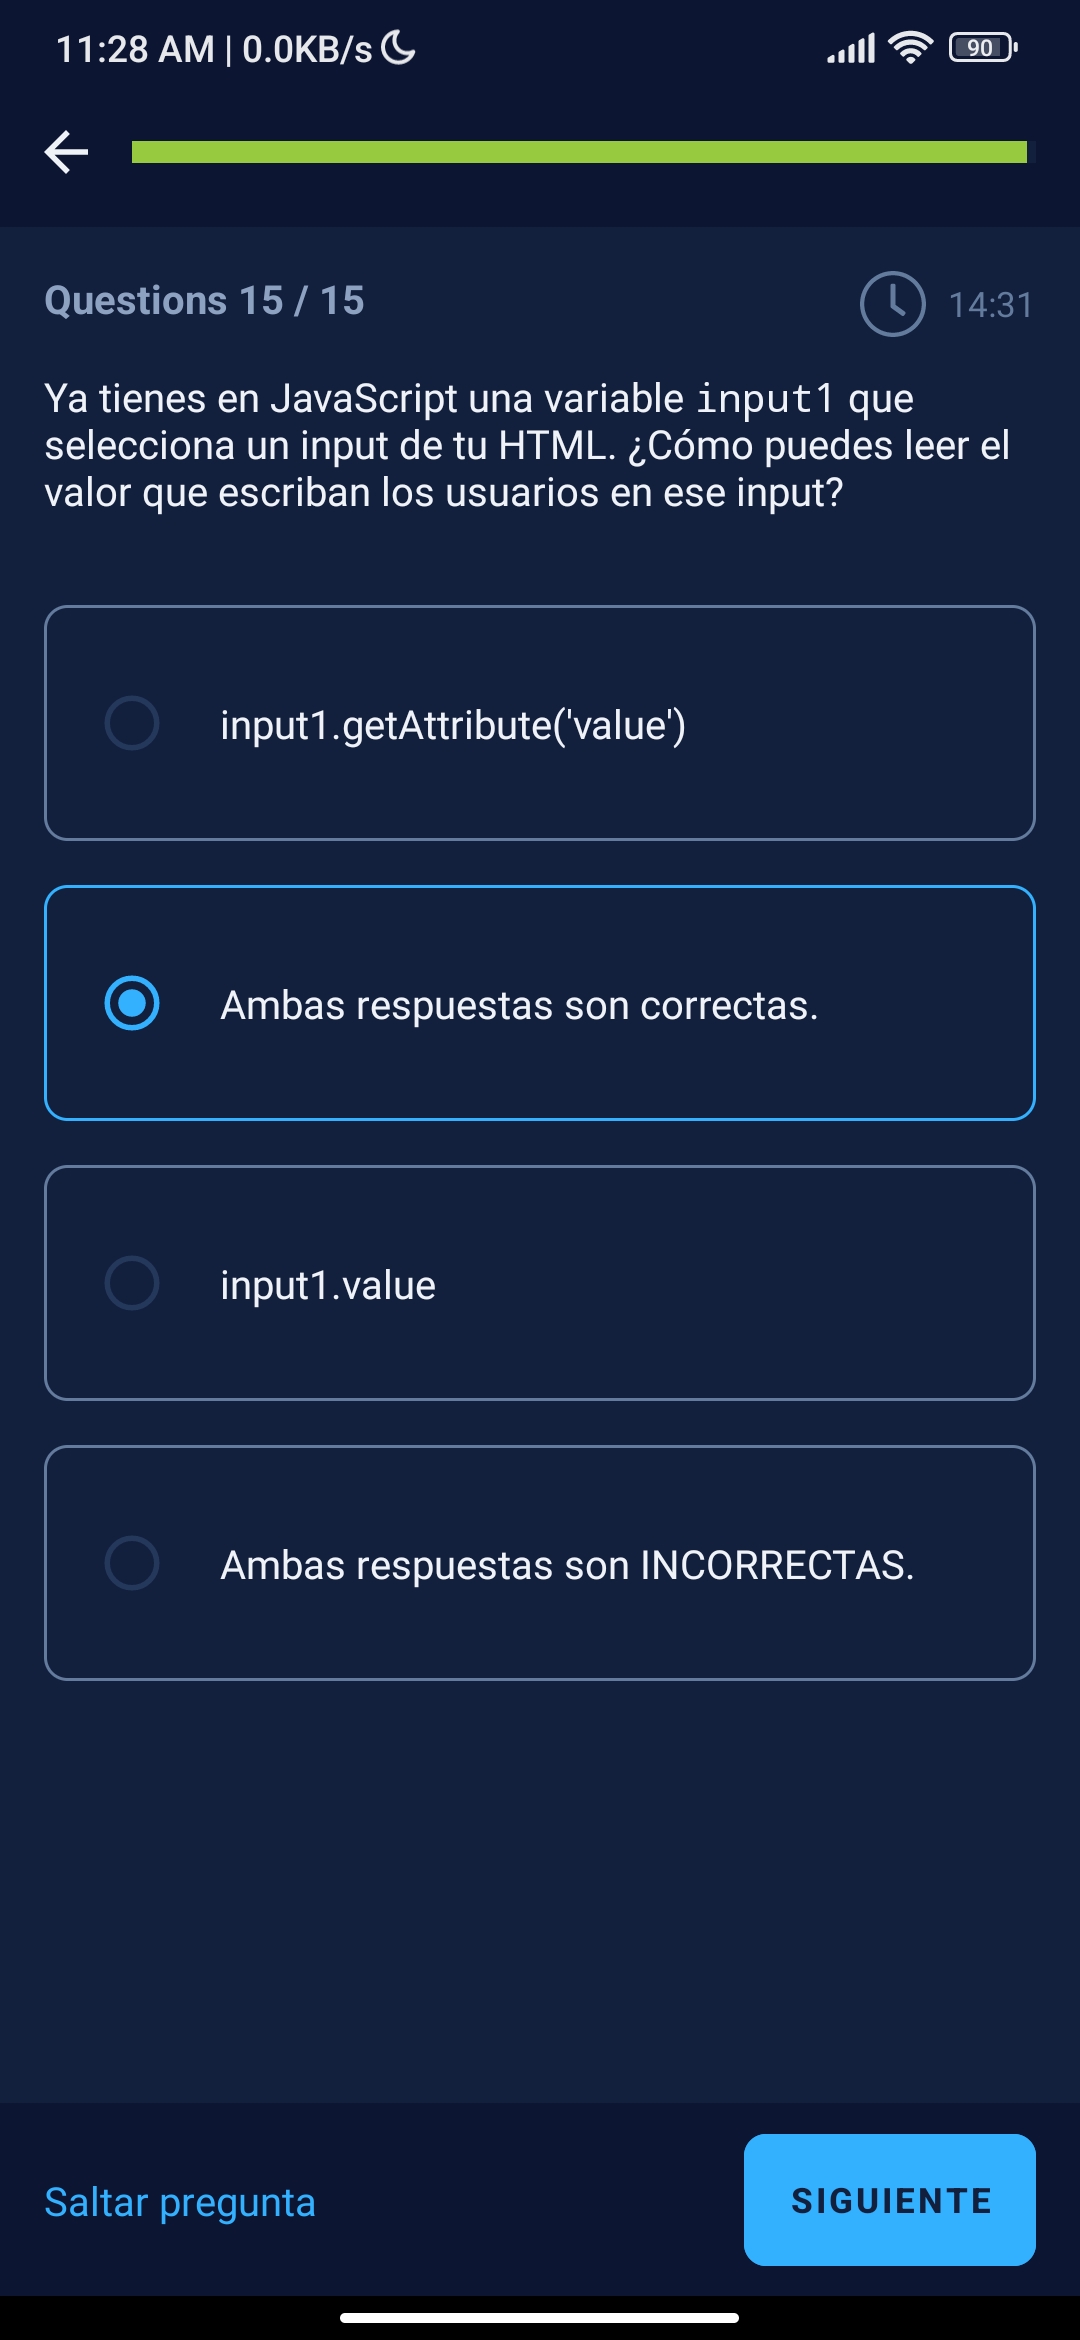 11:28 AM | 0.0KB/s
90
Questions 15 / 15
14:31
Ya tienes en JavaScript una variable input1 que
selecciona un input de tu HTML. ¿Cómo puedes leer el
valor que escriban los usuarios en ese input?
input1.getAttribute('value')
Ambas respuestas son correctas.
input1.value
Ambas respuestas son INCORRECTAS.
Saltar pregunta
SIGUIENTE